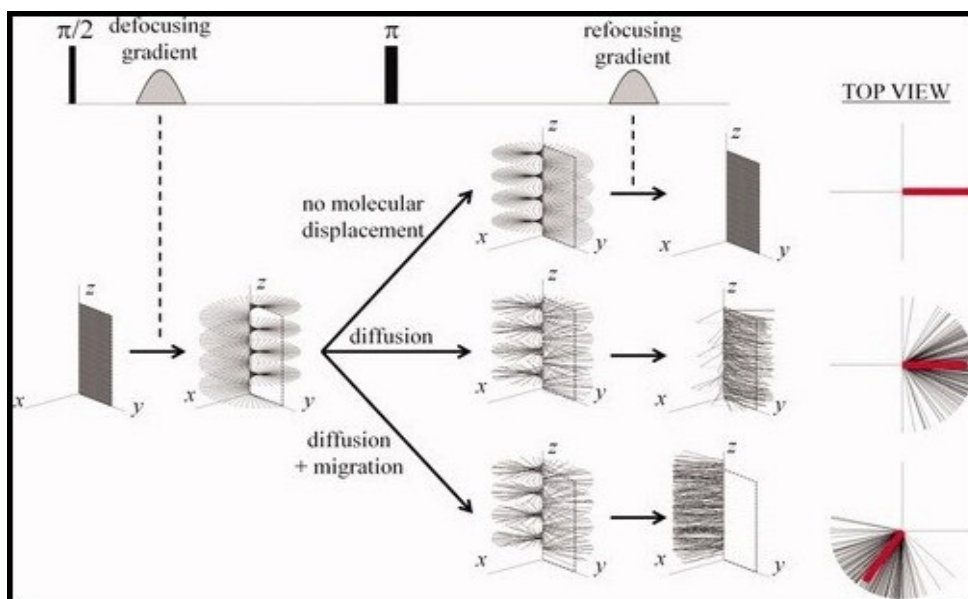 π/2
defocusing
gradient
π
refocusing
gradient
TOP VIEW
z
z
no molecular
displacement
x
y
x
y
z
z
z
z
diffusion
x
y
x
y
x
y
x
y
diffusion
+ migration
z
z
x
y
x
y